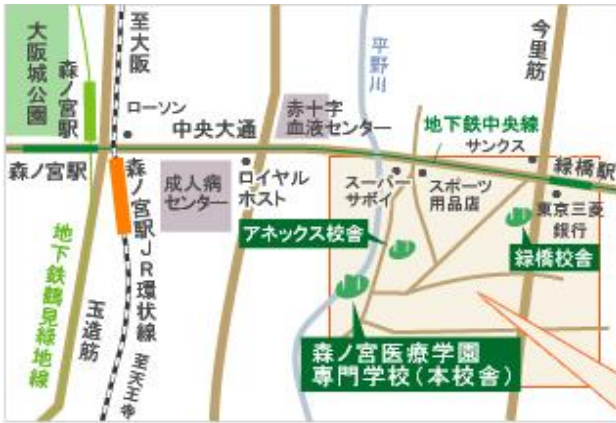 大阪城公園
森ノ宮駅
至大阪
ローソン
中央大通
赤十字
血液センター
平野川
今里筋
地下鉄中央線
サンクス
緑橋駅
森ノ宮駅
森ノ宮駅JR環状線
成人病
センター
ロイヤル
ホスト
スーパー
サボイ
スポーツ
用品店
東京三菱
銀行
アネックス校舎
緑橋校舎
地下鉄鶴見緑地線
玉造筋
至天王寺
森ノ宮医療学園
専門学校(本校舎)